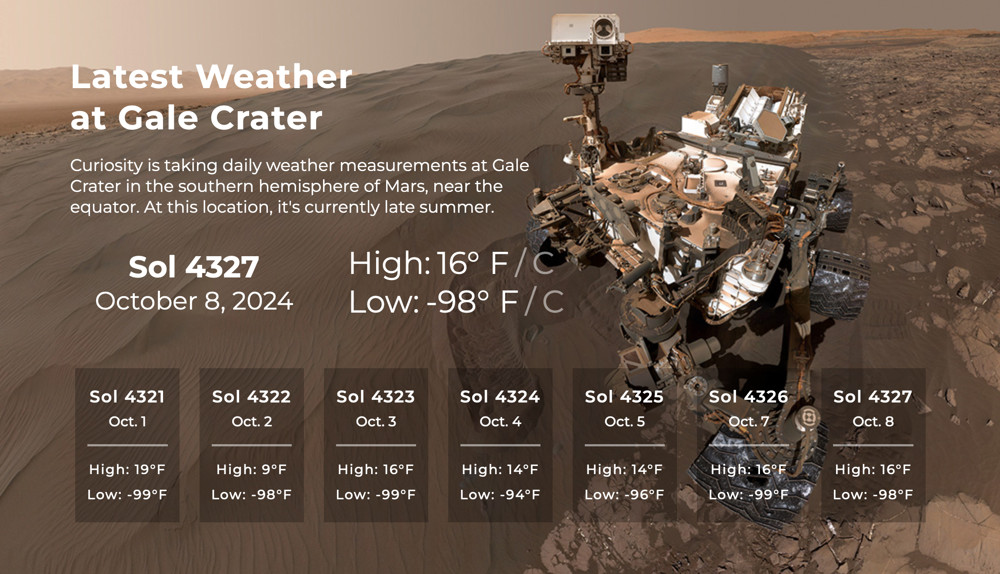 Latest Weather
at Gale Crater
Curiosity is taking daily weather measurements at Gale
Crater in the southern hemisphere of Mars, near the
equator. At this location, it's currently late summer.
Sol 4327
October 8, 2024
High: 16° F / C
Low: -98° F / C
Sol 4321
Oct. 1
High: 19°F
Low: -99°F
Sol 4322
Oct. 2
High: 9°F
Low: -98°F
Sol 4323
Oct. 3
High: 16°F
Low: -99°F
Sol 4324
Oct. 4
High: 14°F
Low: -94°F
Sol 4325
Oct. 5
High: 14°F
Low: -96°F
Sol 4326
Oct. 7
High: 16°F
Low: -99°F
Sol 4327
Oct. 8
High: 16°F
Low: -98°F